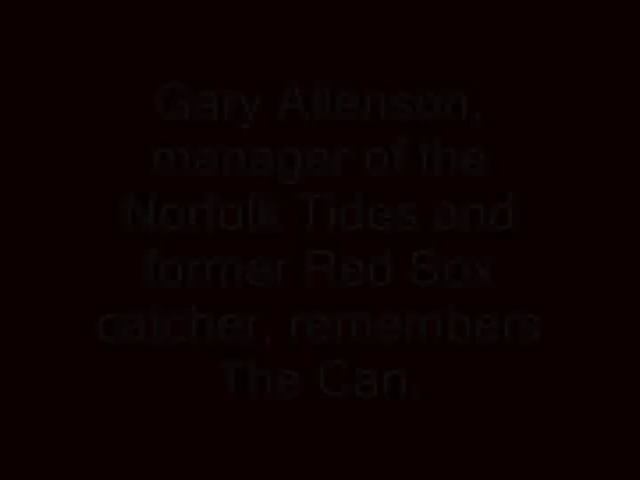 Gary Allenson,
manager of the
Norfolk Tides and
former Red Sox
catcher, remembers
The Can.